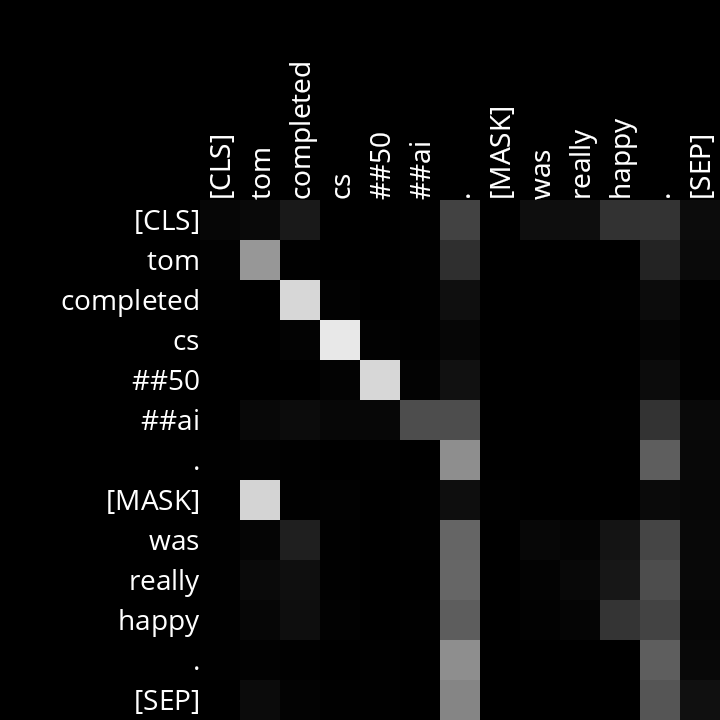 [CLS] tom completed cs ##50 ##ai . [MASK] was really happy . [SEP]
[CLS]
tom
completed
cs
##50
##ai
.
[MASK]
was
really
happy
.
[SEP]